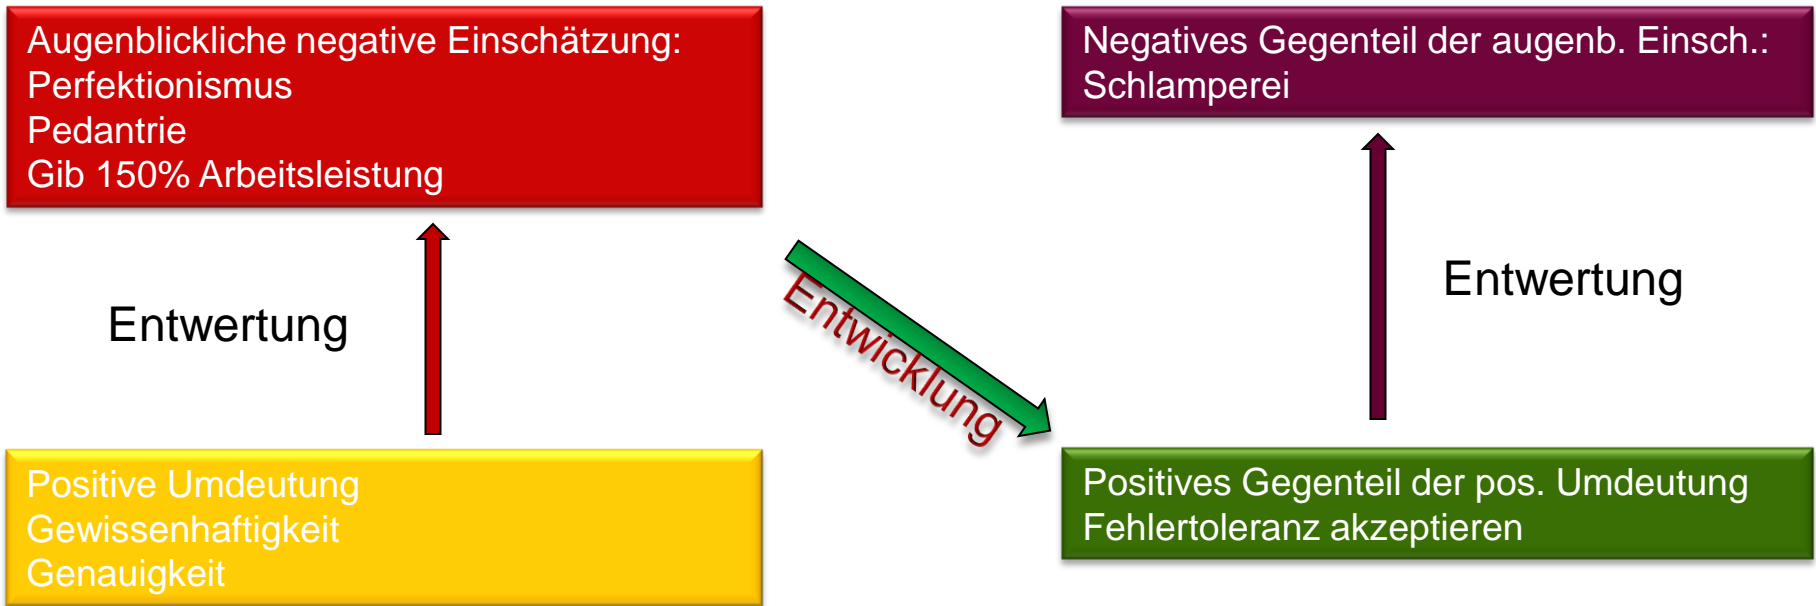 Augenblickliche negative Einschätzung:
Perfektionismus
Pedantrie
Gib 150% Arbeitsleistung
Negatives Gegenteil der augenb. Einsch.:
Schlamperei
Entwertung
Entwicklung
Entwertung
Positive Umdeutung
Gewissenhaftigkeit
Genauigkeit
Positives Gegenteil der pos. Umdeutung
Fehlertoleranz akzeptieren